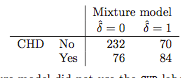 Mixture model
δ̂ = 0 δ̂ = 1
CHD No 232 70
Yes 76 84